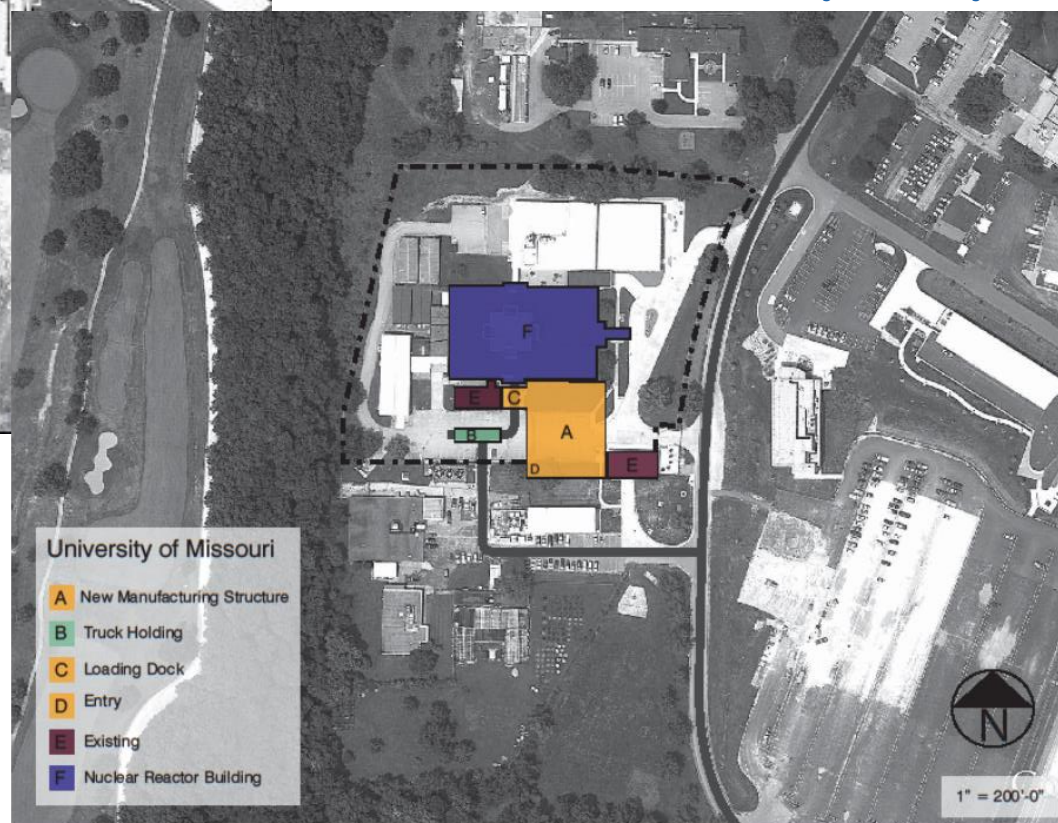 F
E
C
A
B
D
E
University of Missouri
A New Manufacturing Structure
B Truck Holding
C Loading Dock
D Entry
E Existing
F Nuclear Reactor Building
N
1" = 200'-0"